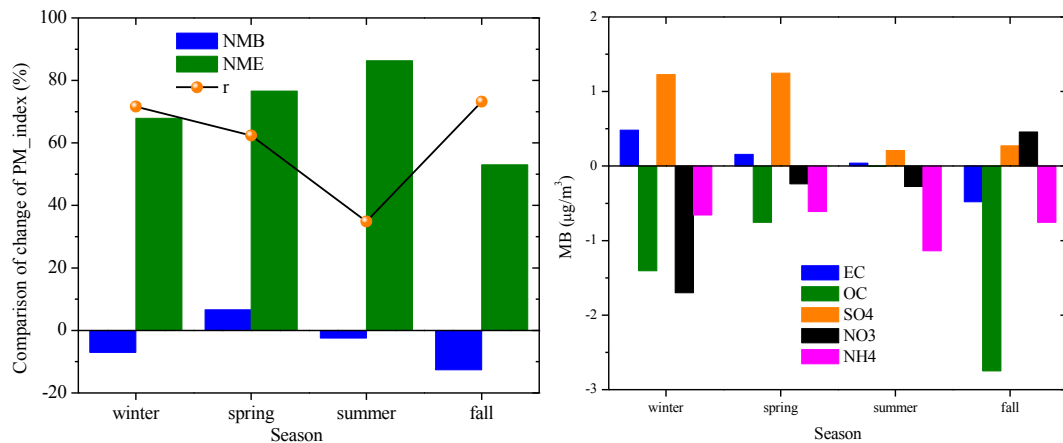 100
80
60
40
20
0
-20
Comparison of change of PM_index (%)
NMB
NME
r
winter spring summer fall
Season
2
1
0
-1
-2
-3
MB (μg/m³)
EC
OC
SO4
NO3
NH4
winter spring summer fall
Season